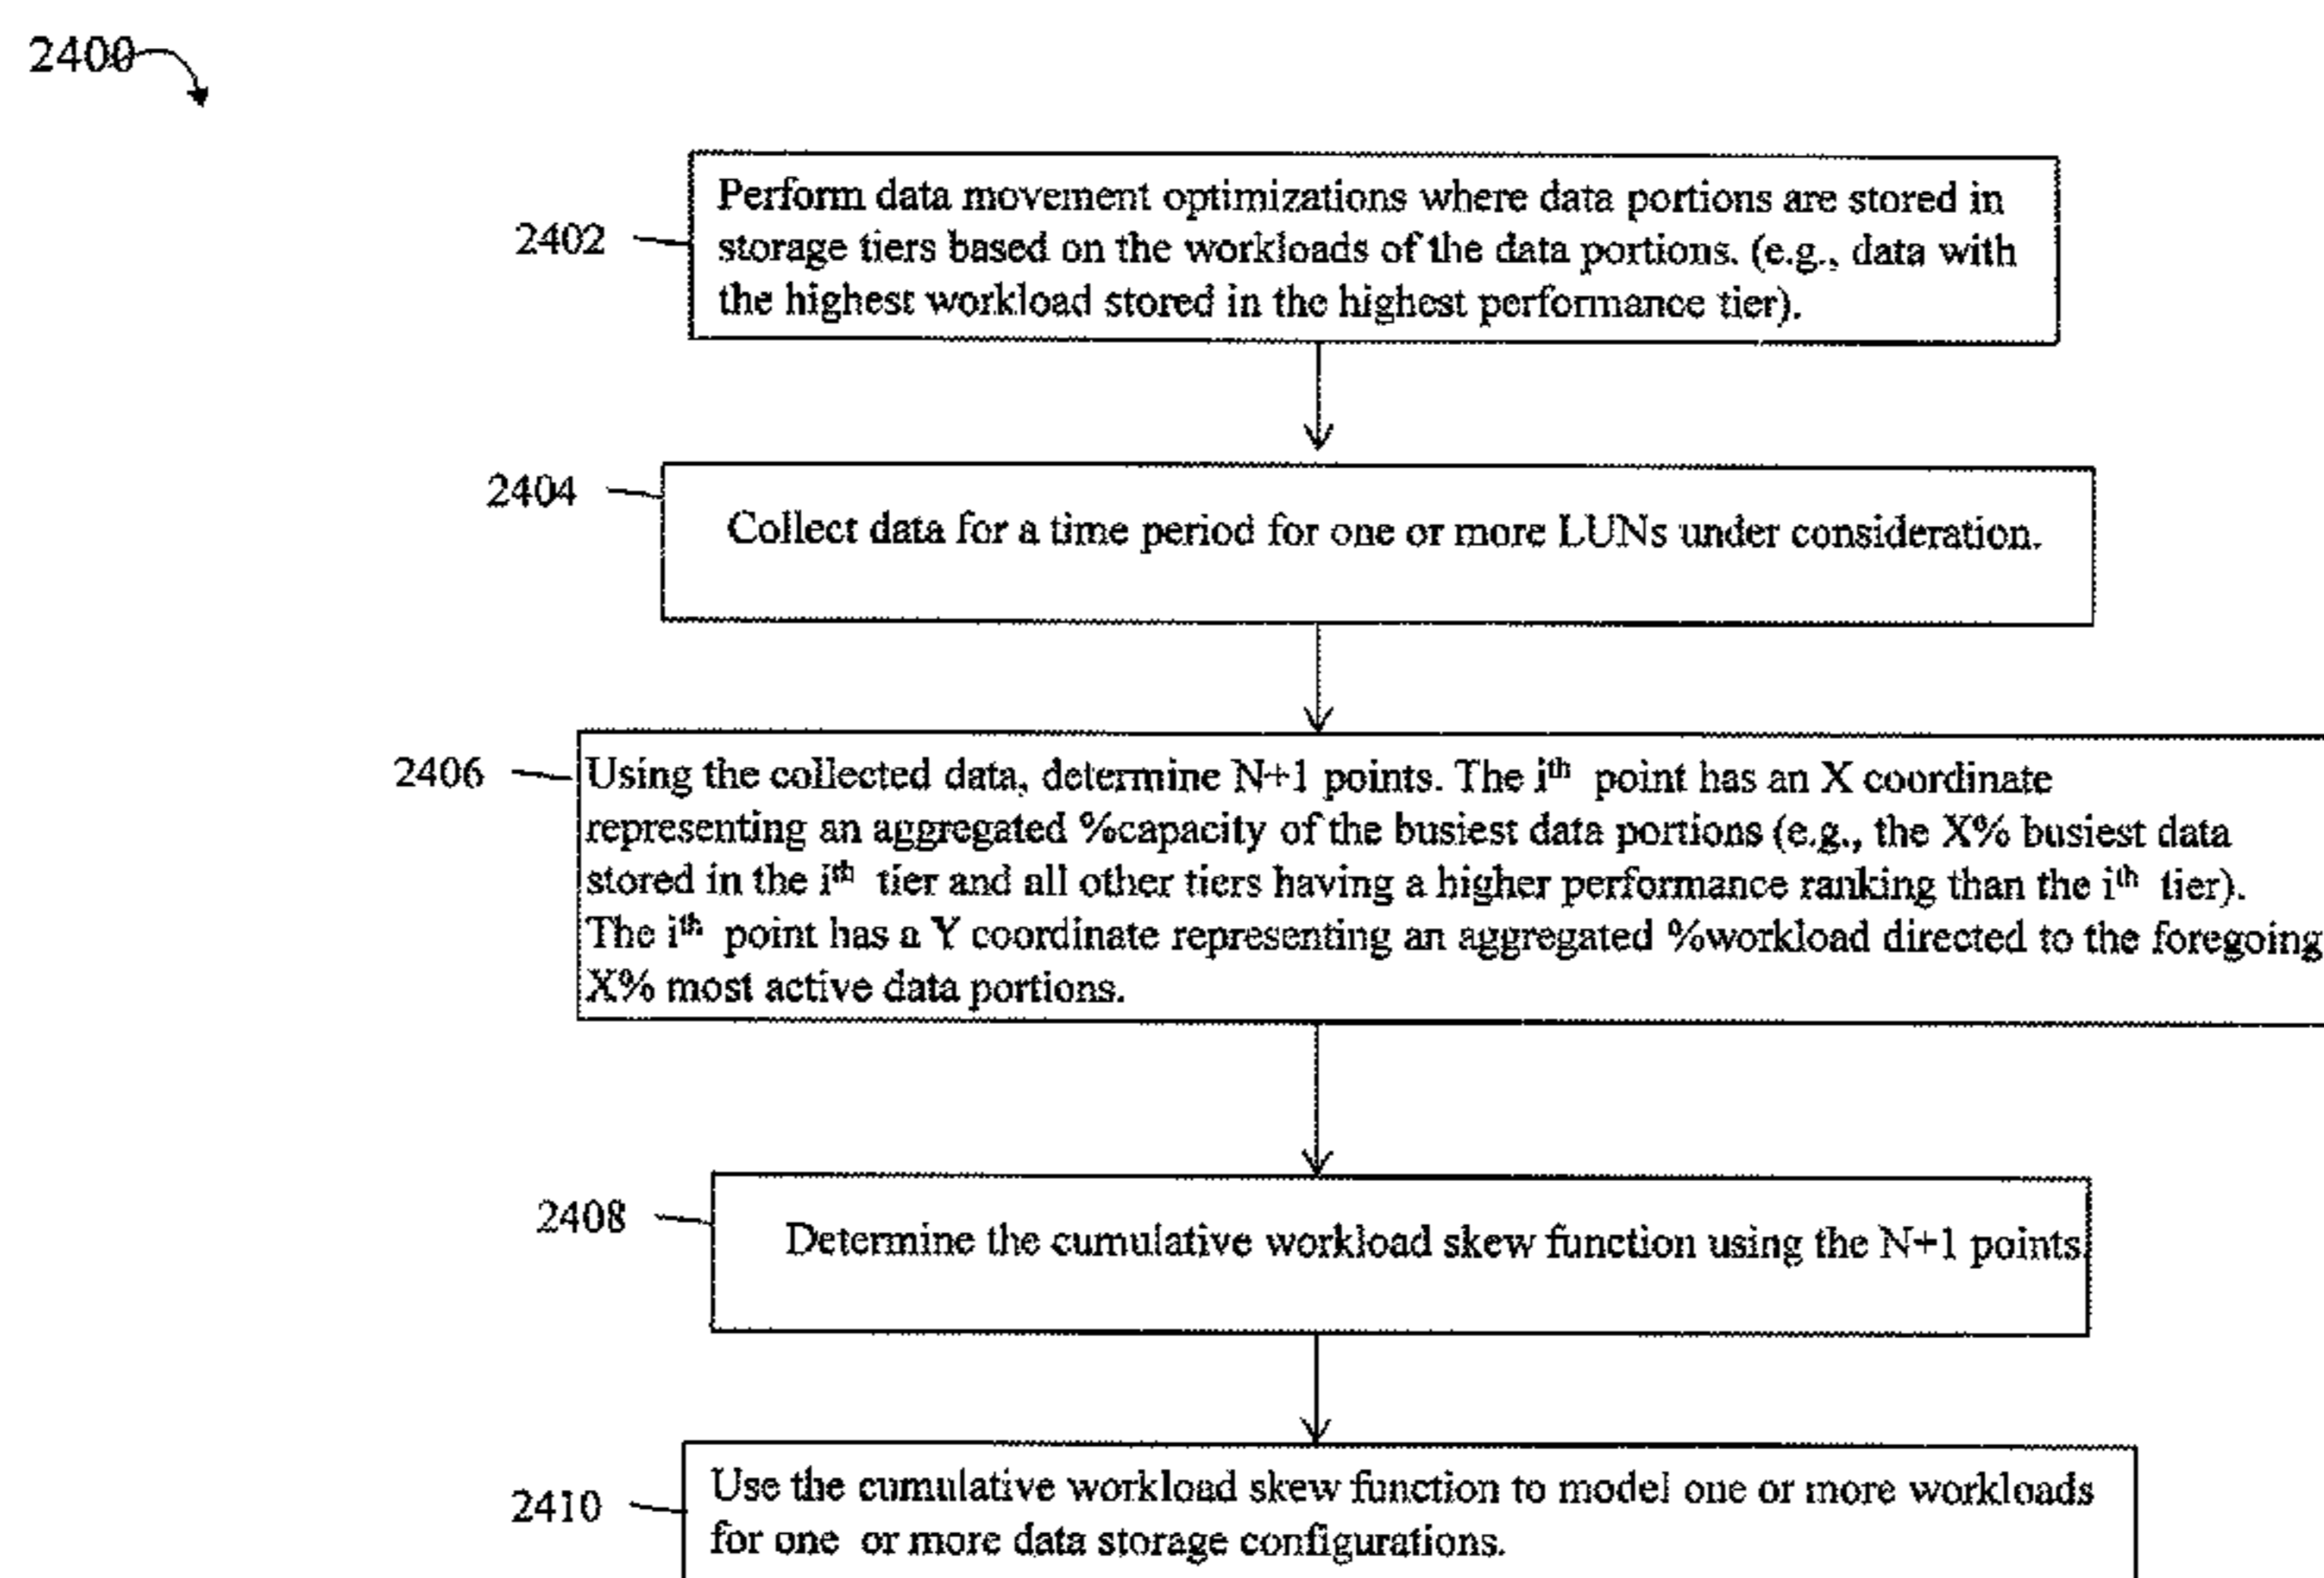 2400
2402
Perform data movement optimizations where data portions are stored in
storage tiers based on the workloads of the data portions. (e.g., data with
the highest workload stored in the highest performance tier).
2404
Collect data for a time period for one or more LUNs under consideration.
2406
Using the collected data, determine N+1 points. The iᵗʰ point has an X coordinate
representing an aggregated %capacity of the busiest data portions (e.g., the X% busiest data
stored in the iᵗʰ tier and all other tiers having a higher performance ranking than the iᵗʰ tier).
The iᵗʰ point has a Y coordinate representing an aggregated %workload directed to the foregoing
X% most active data portions.
2408
Determine the cumulative workload skew function using the N+1 points
2410
Use the cumulative workload skew function to model one or more workloads
for one or more data storage configurations.